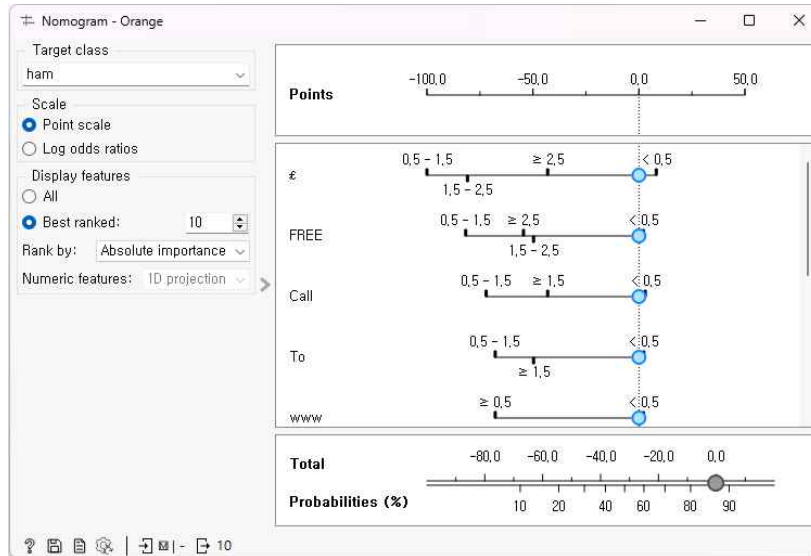 Nomogram - Orange
Target class
ham
Scale
Point scale
Log odds ratios
Display features
All
Best ranked: 10
Rank by: Absolute importance
Numeric features: 1D projection
Points
-100,0 -50,0 0,0 50,0
£
0,5 - 1,5 ≥ 2,5 < 0,5
1,5 - 2,5
FREE
0,5 - 1,5 ≥ 2,5 < 0,5
1,5 - 2,5
Call
0,5 - 1,5 ≥ 1,5 < 0,5
To
0,5 - 1,5 < 0,5
≥ 1,5
www
≥ 0,5 < 0,5
Total
-80,0 -60,0 -40,0 -20,0 0,0
Probabilities (%)
10 20 40 60 80 90
? | - 10